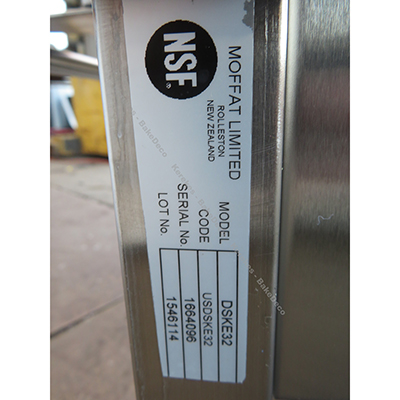 NSF®
MOFFAT LIMITED
ROLLESTON
NEW ZEALAND
MODEL DSKE32
CODE USDSKE32
SERIAL No. 1664096
LOT No. 1546114